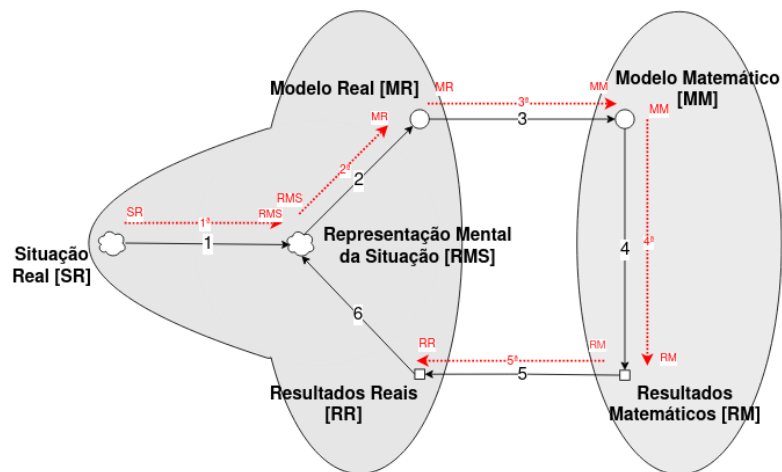 Modelo Real [MR]
MR
MM
Modelo Matemático
[MM]
3ª
3
MR
MM
2ª
2
RMS
SR
RMS
1ª
1
Situação
Real [SR]
Representação Mental
da Situação [RMS]
4
4ª
6
RR
RM
RM
5ª
5
Resultados Reais
[RR]
Resultados
Matemáticos [RM]